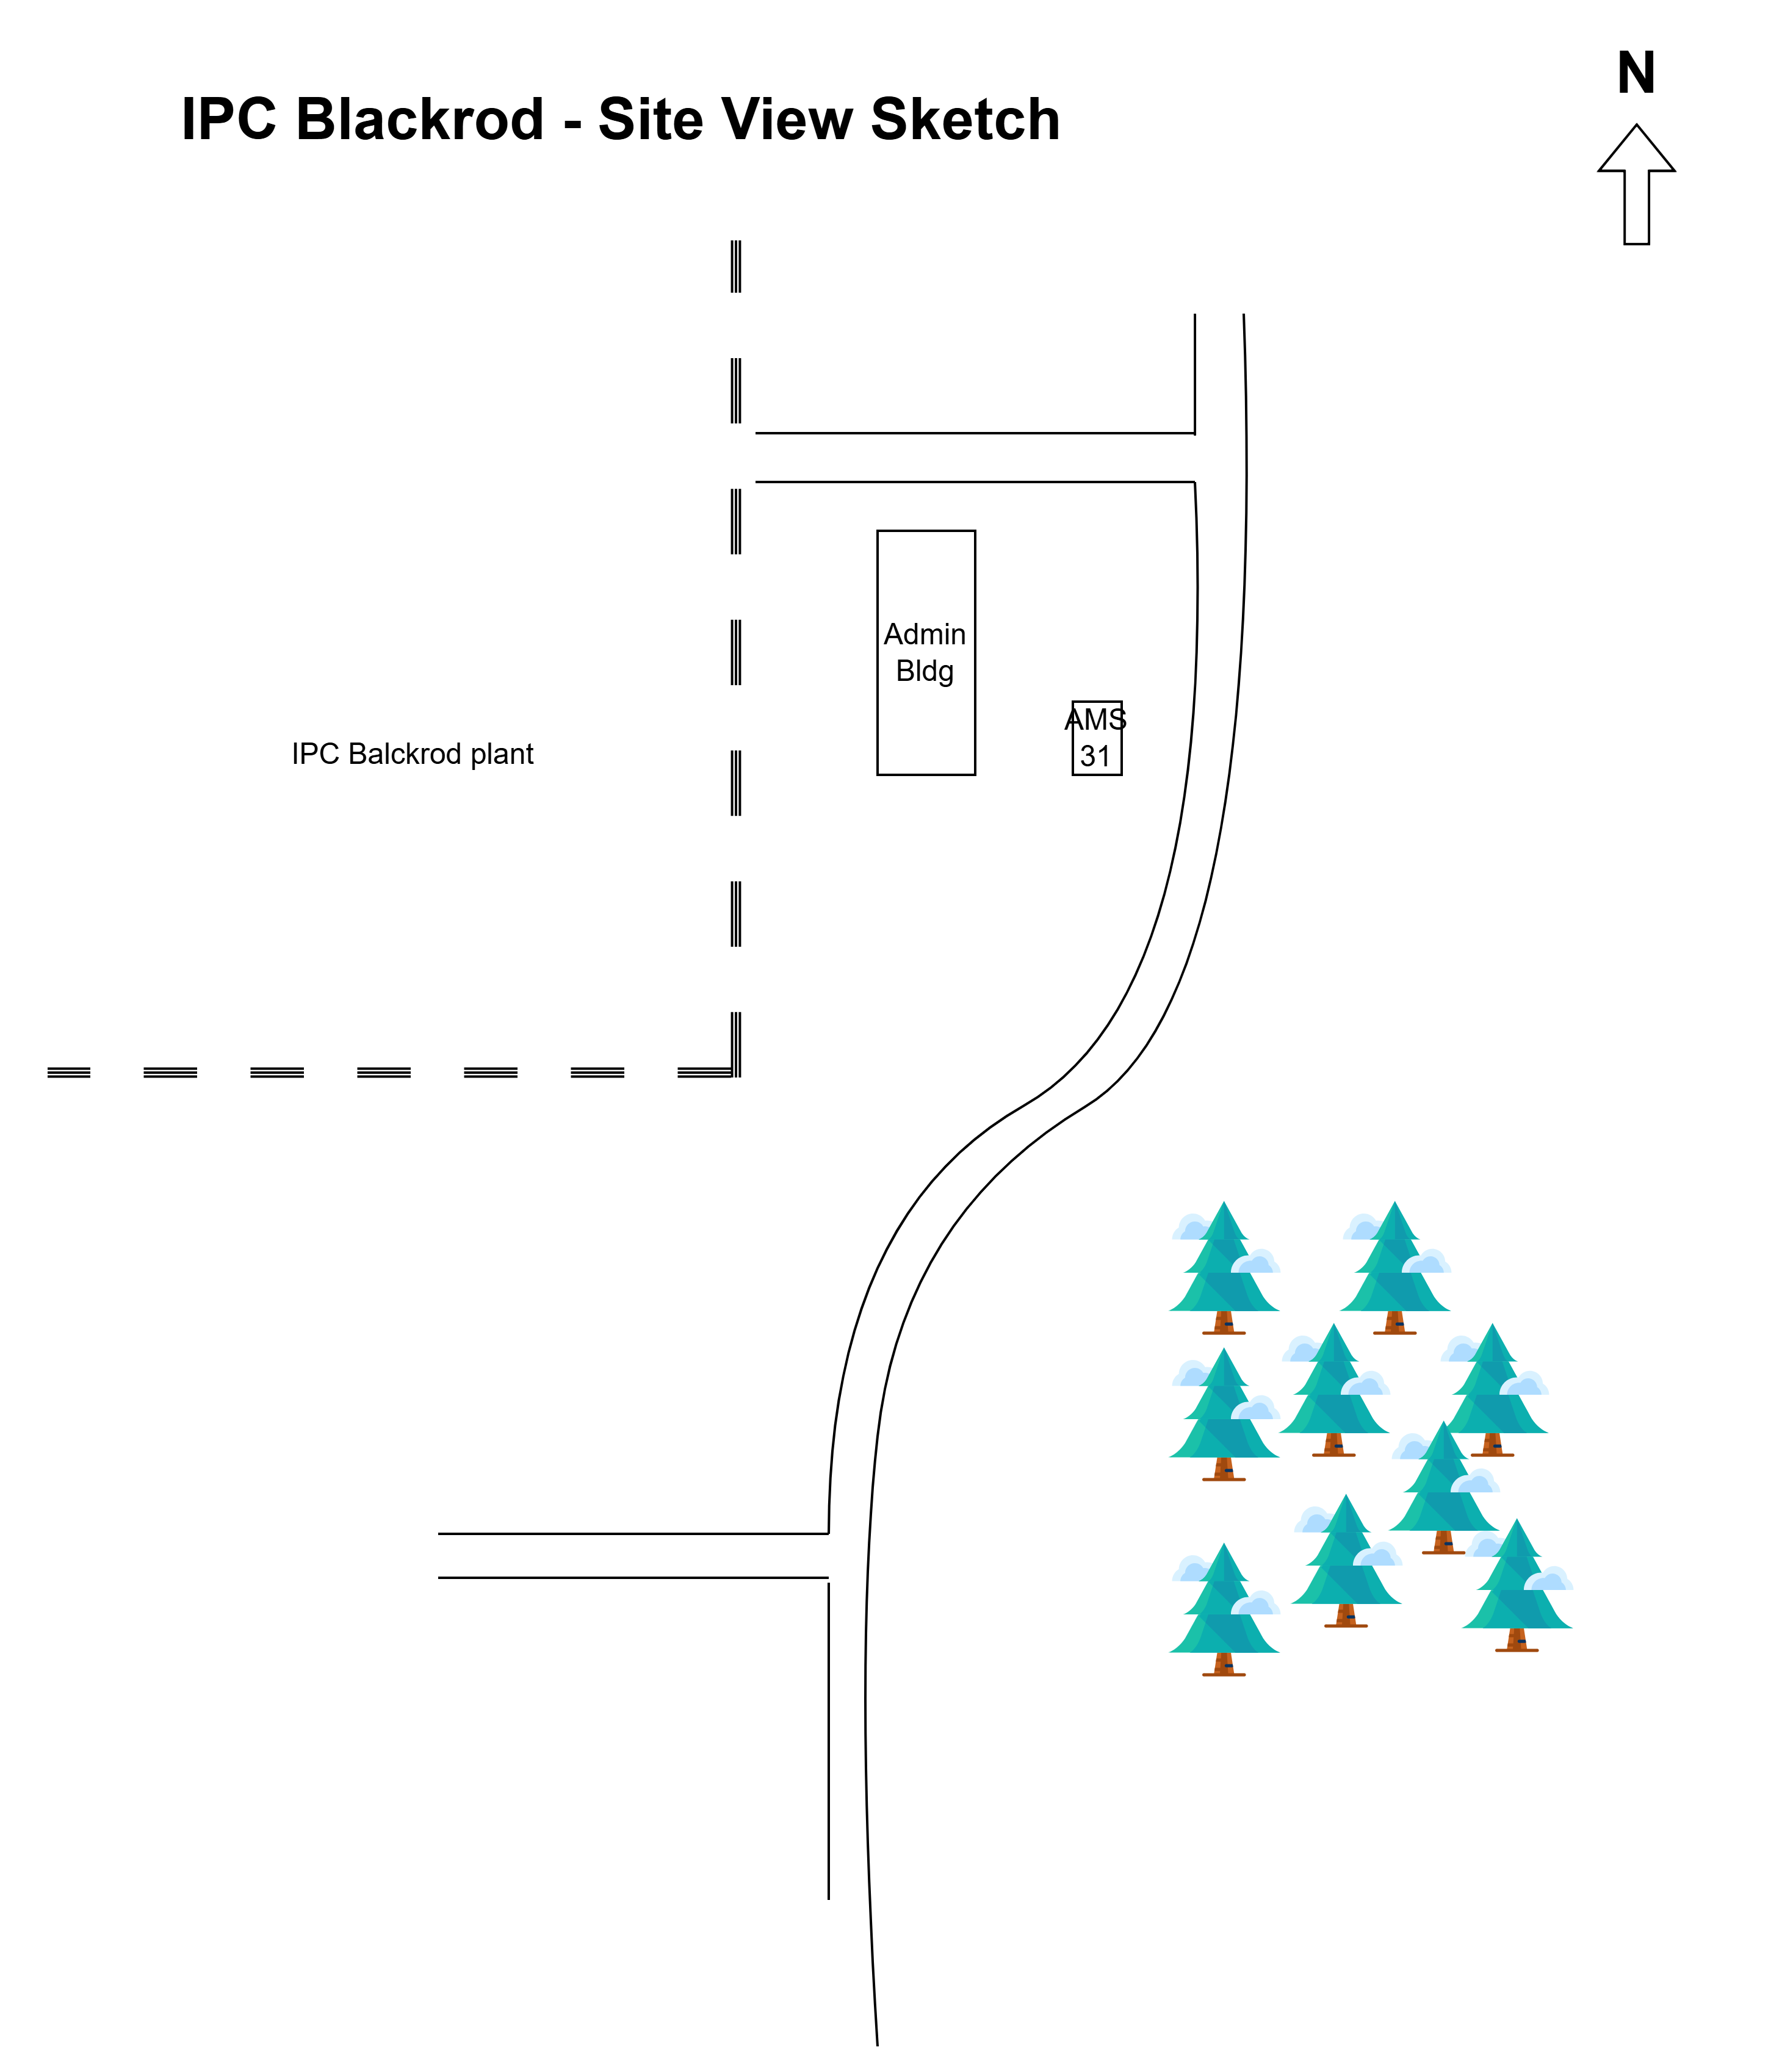 N
IPC Blackrod - Site View Sketch
Admin
Bldg
AMS
31
IPC Balckrod plant